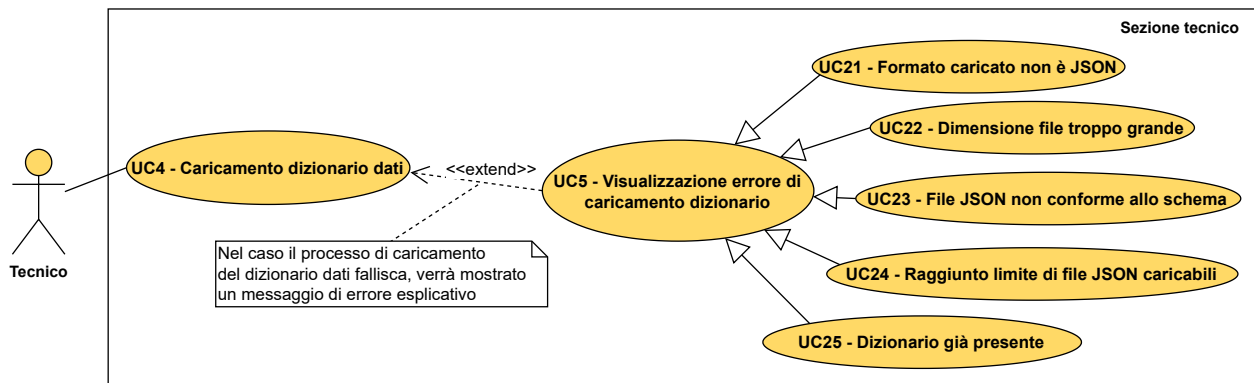 Sezione tecnico
UC21 - Formato caricato non è JSON
UC22 - Dimensione file troppo grande
UC4 - Caricamento dizionario dati
<<extend>>
UC5 - Visualizzazione errore di
caricamento dizionario
UC23 - File JSON non conforme allo schema
Nel caso il processo di caricamento
del dizionario dati fallisca, verrà mostrato
un messaggio di errore esplicativo
Tecnico
UC24 - Raggiunto limite di file JSON caricabili
UC25 - Dizionario già presente